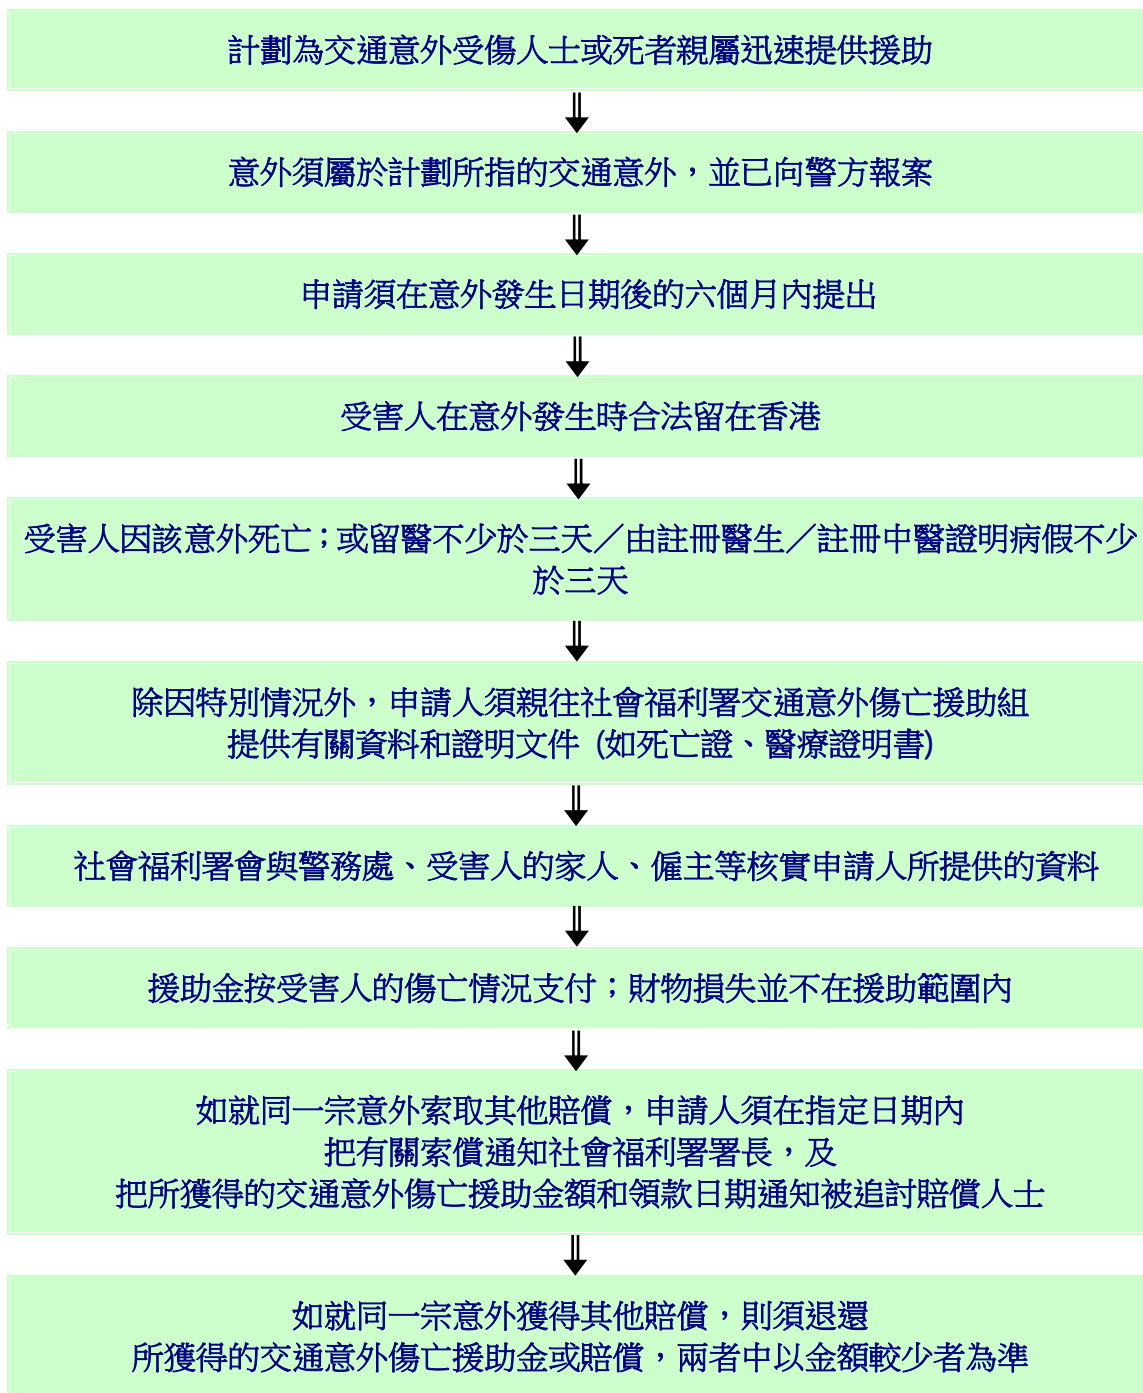 計劃為交通意外受傷人士或死者親屬迅速提供援助
意外須屬於計劃所指的交通意外，並已向警方報案
申請須在意外發生日期後的六個月內提出
受害人在意外發生時合法留在香港
受害人因該意外死亡；或留醫不少於三天／由註冊醫生／註冊中醫證明病假不少
於三天
除因特別情況外，申請人須親往社會福利署交通意外傷亡援助組
提供有關資料和證明文件 (如死亡證、醫療證明書)
社會福利署會與警務處、受害人的家人、僱主等核實申請人所提供的資料
援助金按受害人的傷亡情況支付；財物損失並不在援助範圍內
如就同一宗意外索取其他賠償，申請人須在指定日期內
把有關索償通知社會福利署署長，及
把所獲得的交通意外傷亡援助金額和領款日期通知被追討賠償人士
如就同一宗意外獲得其他賠償，則須退還
所獲得的交通意外傷亡援助金或賠償，兩者中以金額較少者為準